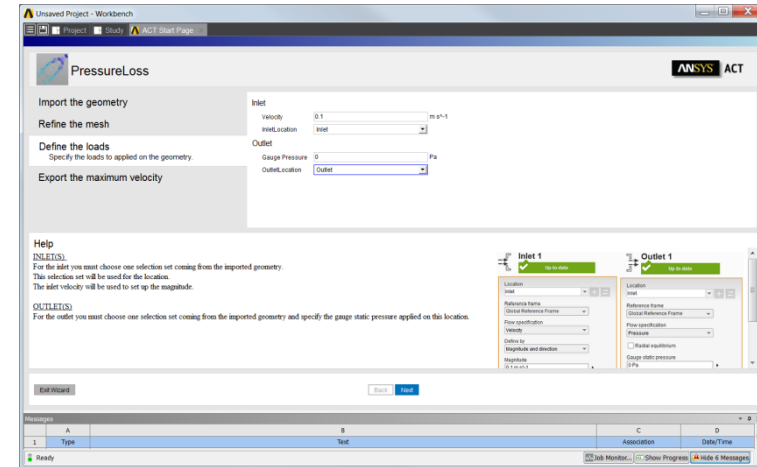 Unsaved Project - Workbench
Project
Study
ACT Start Page
PressureLoss
ANSYS ACT
Import the geometry
Refine the mesh
Define the loads
Specify the loads to applied on the geometry.
Export the maximum velocity
Inlet
Velocity 0.1 m s^-1
InletLocation Inlet
Outlet
Gauge Pressure 0 Pa
OutletLocation Outlet
Help
INLET(S)
For the inlet you must choose one selection set coming from the imported geometry.
This selection set will be used for the location.
The inlet velocity will be used to set up the magnitude.
OUTLET(S)
For the outlet you must choose one selection set coming from the imported geometry and specify the gauge static pressure applied on this location.
Inlet 1
Up to date
Location
Inlet
Reference frame
Global Reference Frame
Flow specification
Velocity
Define by
Magnitude and direction
Magnitude
0.1 m s^-1
Outlet 1
Up to date
Location
Inlet
Reference frame
Global Reference Frame
Flow specification
Pressure
Radial equilibrium
Gauge static pressure
0 Pa
Exit Wizard
Back
Next
Messages
A B C D
1 Type Text Association Date/Time
Ready
Job Monitor... Show Progress Hide 6 Messages